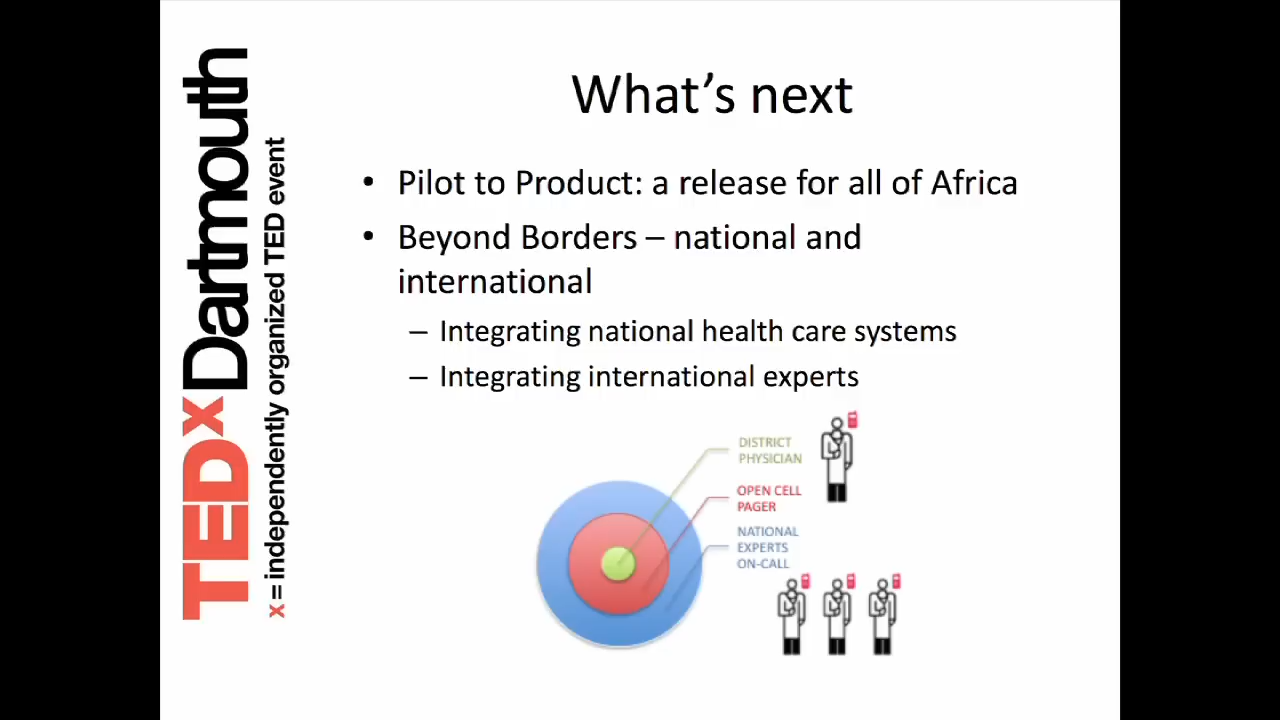 TEDxDartmouth
x = independently organized TED event
What's next
• Pilot to Product: a release for all of Africa
• Beyond Borders – national and
international
– Integrating national health care systems
– Integrating international experts
DISTRICT
PHYSICIAN
OPEN CELL
PAGER
NATIONAL
EXPERTS
ON-CALL